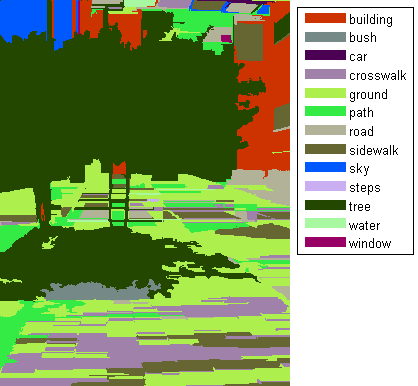 building
bush
car
crosswalk
ground
path
road
sidewalk
sky
steps
tree
water
window